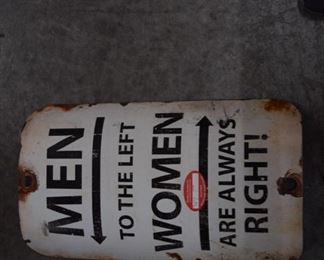 MEN
TO THE LEFT
WOMEN
ARE ALWAYS
RIGHT!